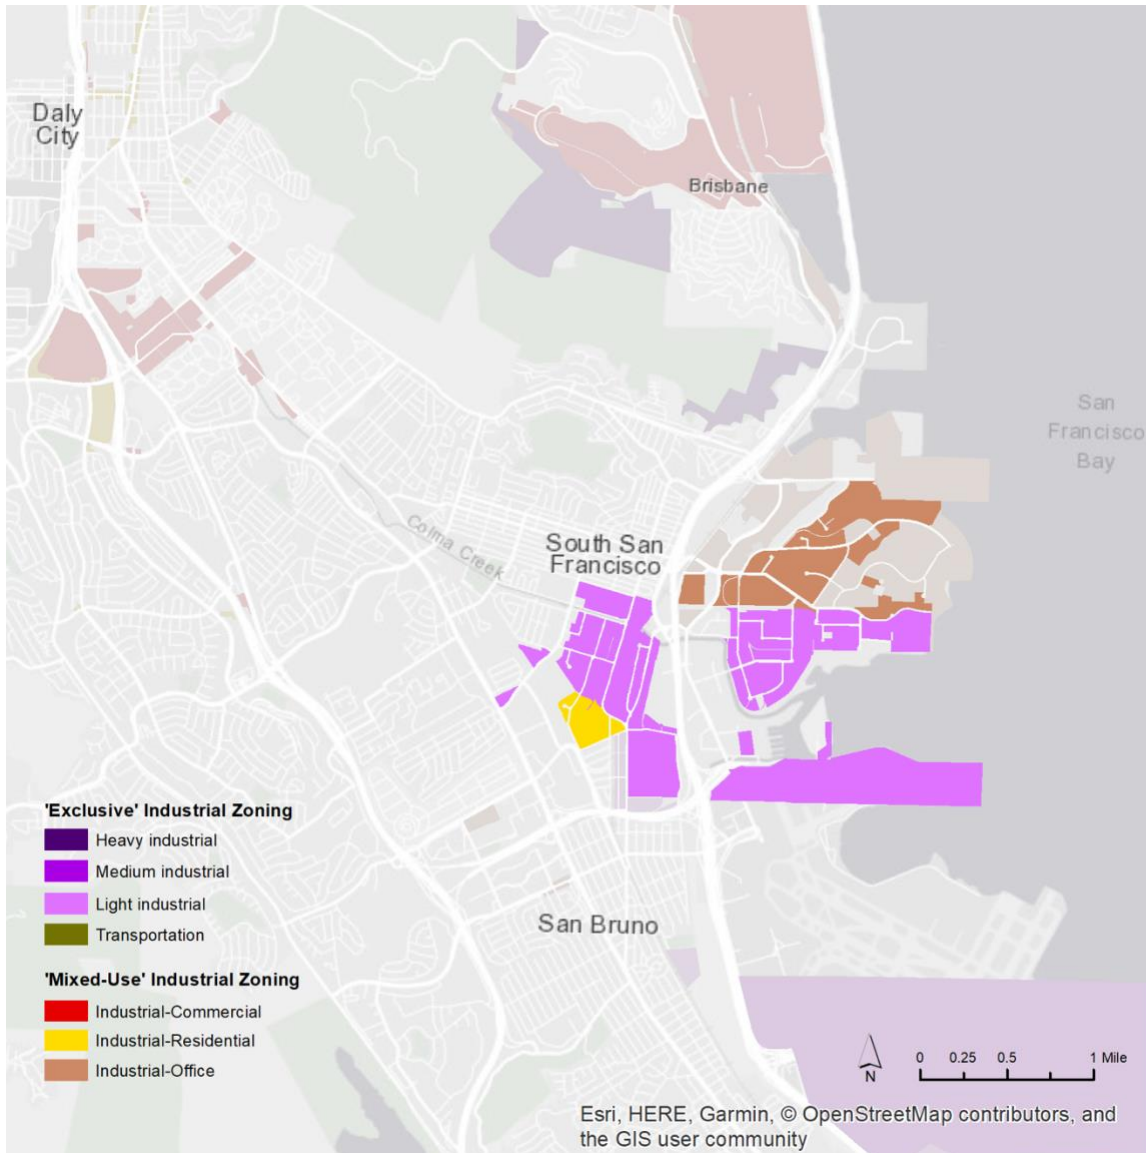 Daly
City
Brisbane
San
Francisco
Bay
Colma Creek
South San
Francisco
'Exclusive' Industrial Zoning
Heavy industrial
Medium industrial
Light industrial
Transportation
San Bruno
'Mixed-Use' Industrial Zoning
Industrial-Commercial
Industrial-Residential
Industrial-Office
N
0 0.25 0.5 1 Mile
Esri, HERE, Garmin, © OpenStreetMap contributors, and
the GIS user community